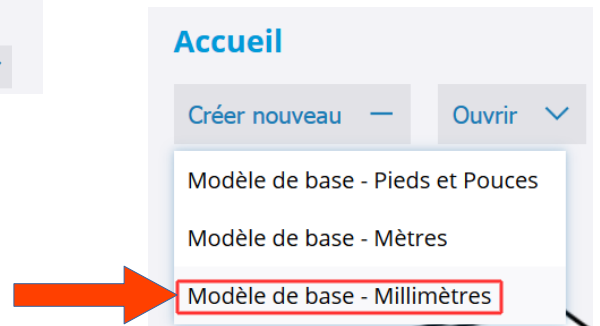 Accueil
Créer nouveau
Ouvrir
Modèle de base - Pieds et Pouces
Modèle de base - Mètres
Modèle de base - Millimètres